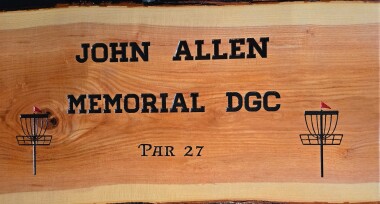 JOHN ALLEN
MEMORIAL DGC
PAR 27